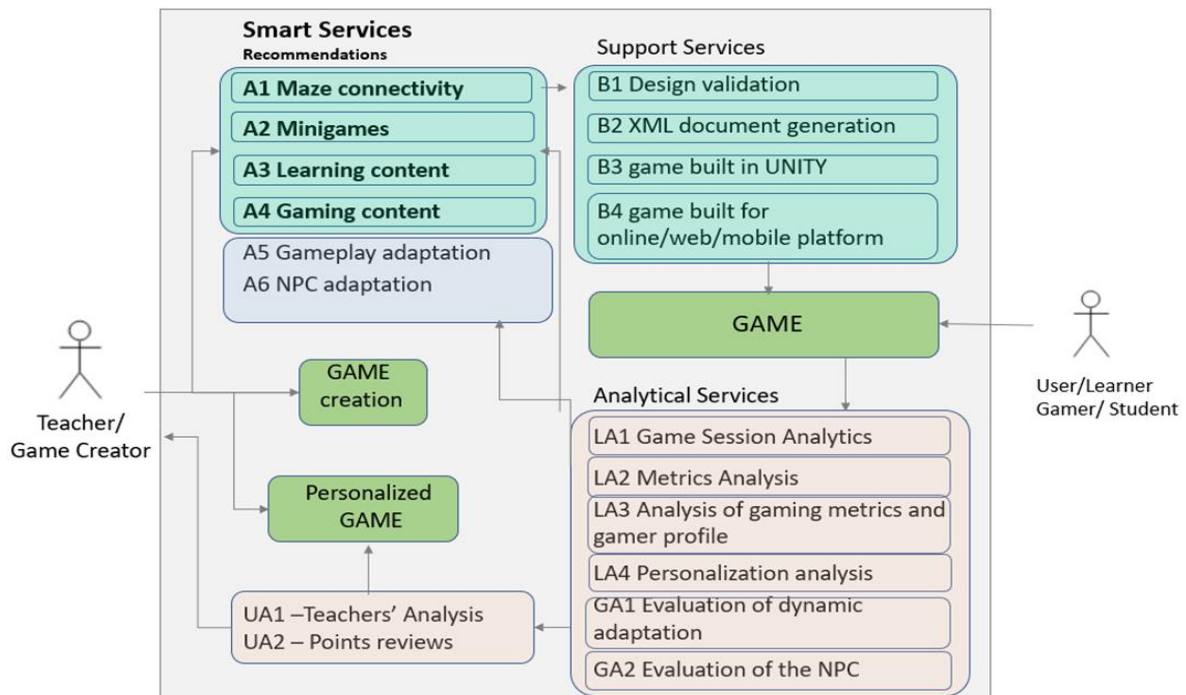 Smart Services
Recommendations
A1 Maze connectivity
A2 Minigames
A3 Learning content
A4 Gaming content
A5 Gameplay adaptation
A6 NPC adaptation
Support Services
B1 Design validation
B2 XML document generation
B3 game built in UNITY
B4 game built for
online/web/mobile platform
GAME
User/Learner
Gamer/ Student
Teacher/
Game Creator
GAME
creation
Personalized
GAME
UA1 –Teachers’ Analysis
UA2 – Points reviews
Analytical Services
LA1 Game Session Analytics
LA2 Metrics Analysis
LA3 Analysis of gaming metrics and
gamer profile
LA4 Personalization analysis
GA1 Evaluation of dynamic
adaptation
GA2 Evaluation of the NPC